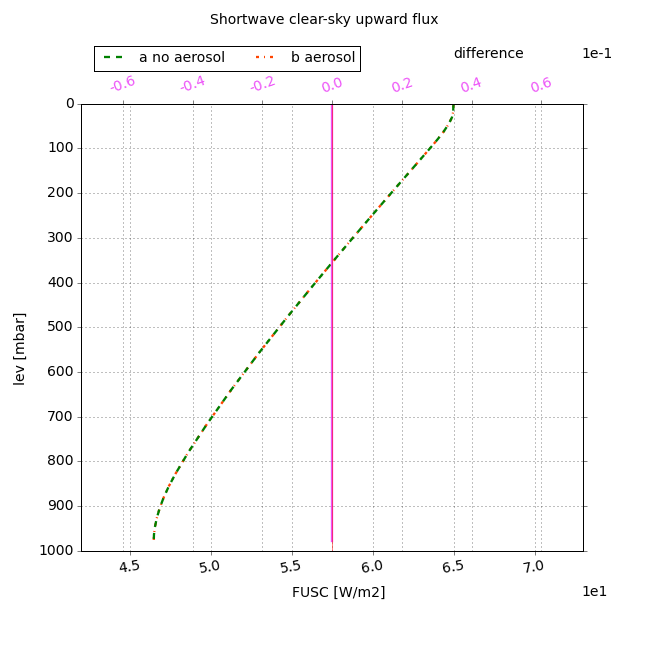 Shortwave clear-sky upward flux
a no aerosol b aerosol difference 1e-1
-0.6 -0.4 -0.2 0.0 0.2 0.4 0.6
0
100
200
300
400
500
600
700
800
900
1000
lev [mbar]
4.5 5.0 5.5 6.0 6.5 7.0
FUSC [W/m2] 1e1